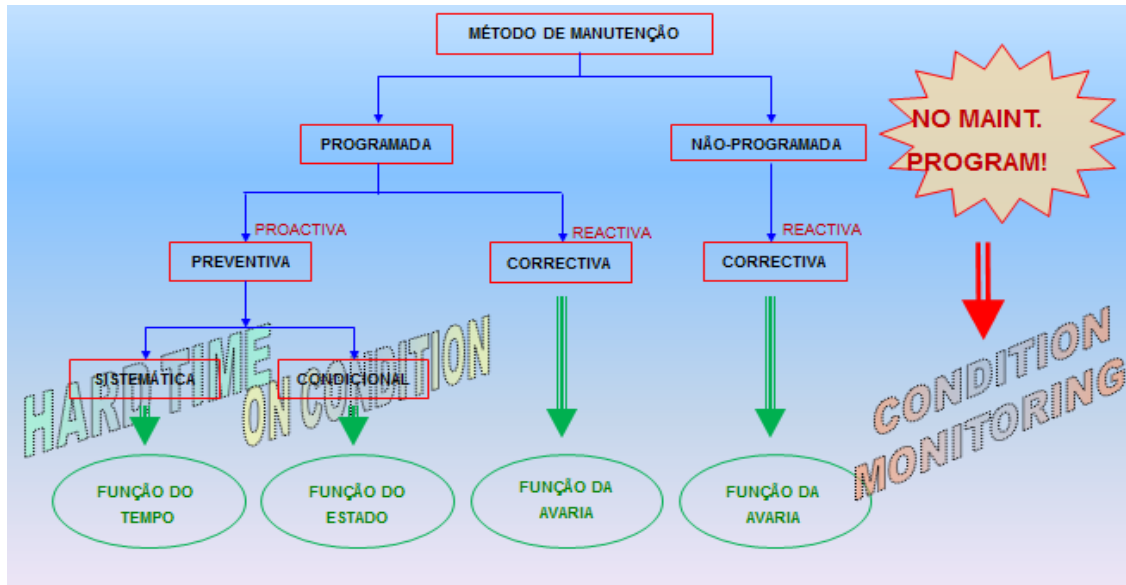 MÉTODO DE MANUTENÇÃO
PROGRAMADA
NÃO-PROGRAMADA
NO MAINT.
PROGRAM!
PROACTIVA
REACTIVA
REACTIVA
PREVENTIVA
CORRECTIVA
CORRECTIVA
HARD TIME
ON CONDITION
SISTEMÁTICA
CONDICIONAL
CONDITION
MONITORING
FUNÇÃO DO
TEMPO
FUNÇÃO DO
ESTADO
FUNÇÃO DA
AVARIA
FUNÇÃO DA
AVARIA